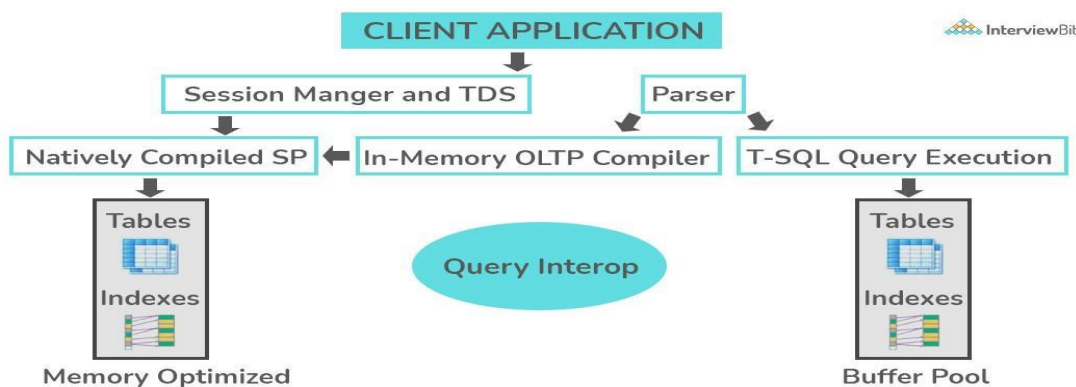 CLIENT APPLICATION
InterviewBit
Session Manger and TDS
Parser
Natively Compiled SP
In-Memory OLTP Compiler
T-SQL Query Execution
Tables
Indexes
Memory Optimized
Query Interop
Tables
Indexes
Buffer Pool